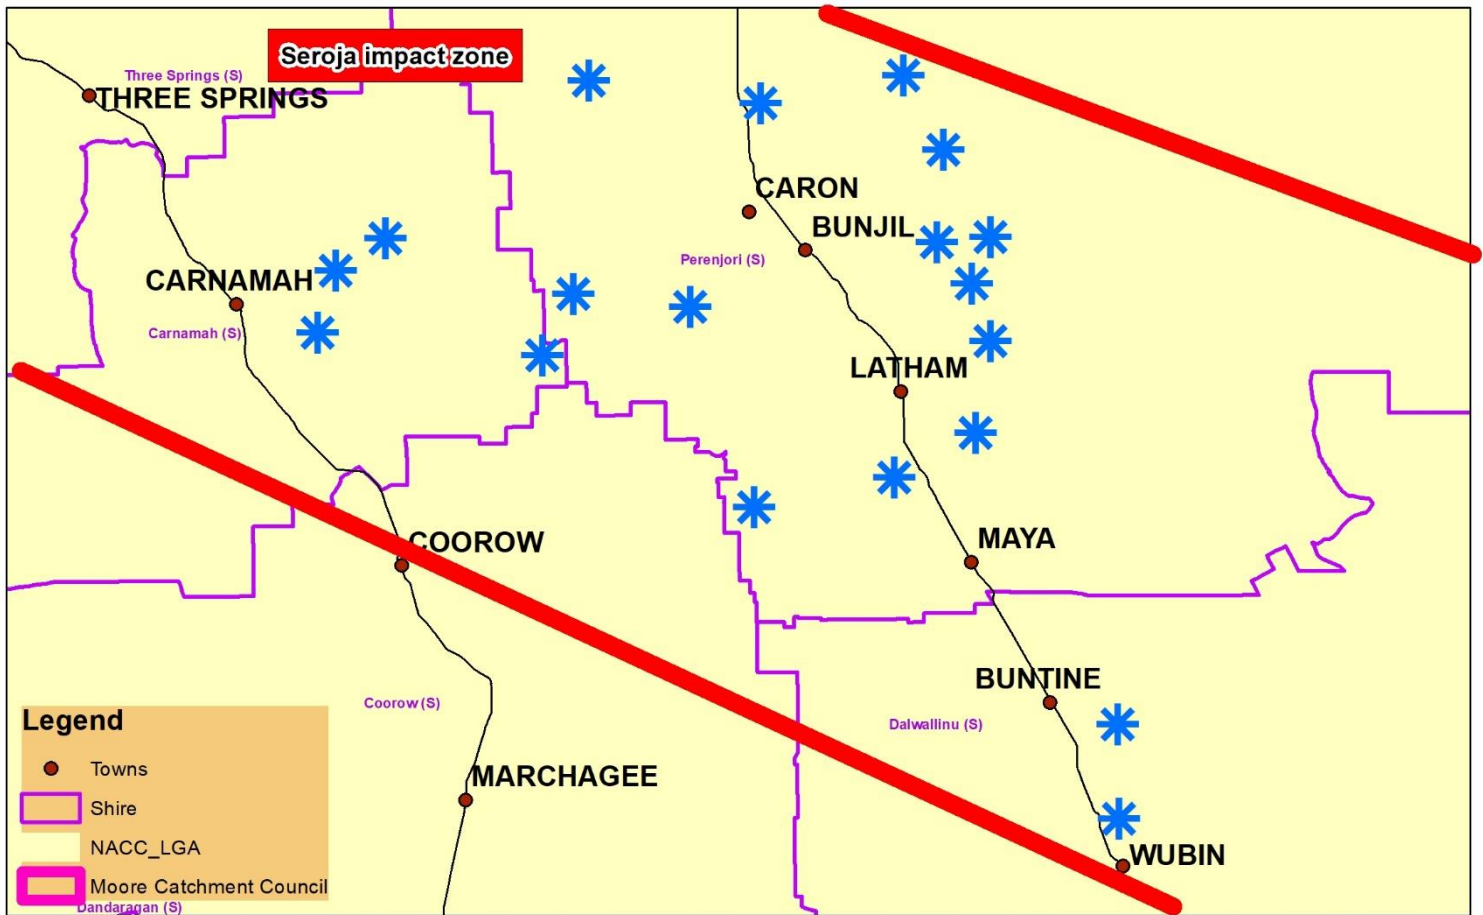 Seroja impact zone
Three Springs (S)
THREE SPRINGS
CARON
BUNJIL
Perenjori (S)
CARNAMAH
Carnamah (S)
LATHAM
COOROW
MAYA
BUNTINE
Coorow (S)
Dalwallinu (S)
MARCHAGEE
WUBIN
Legend
Towns
Shire
NACC_LGA
Moore Catchment Council
Dandaragan (S)